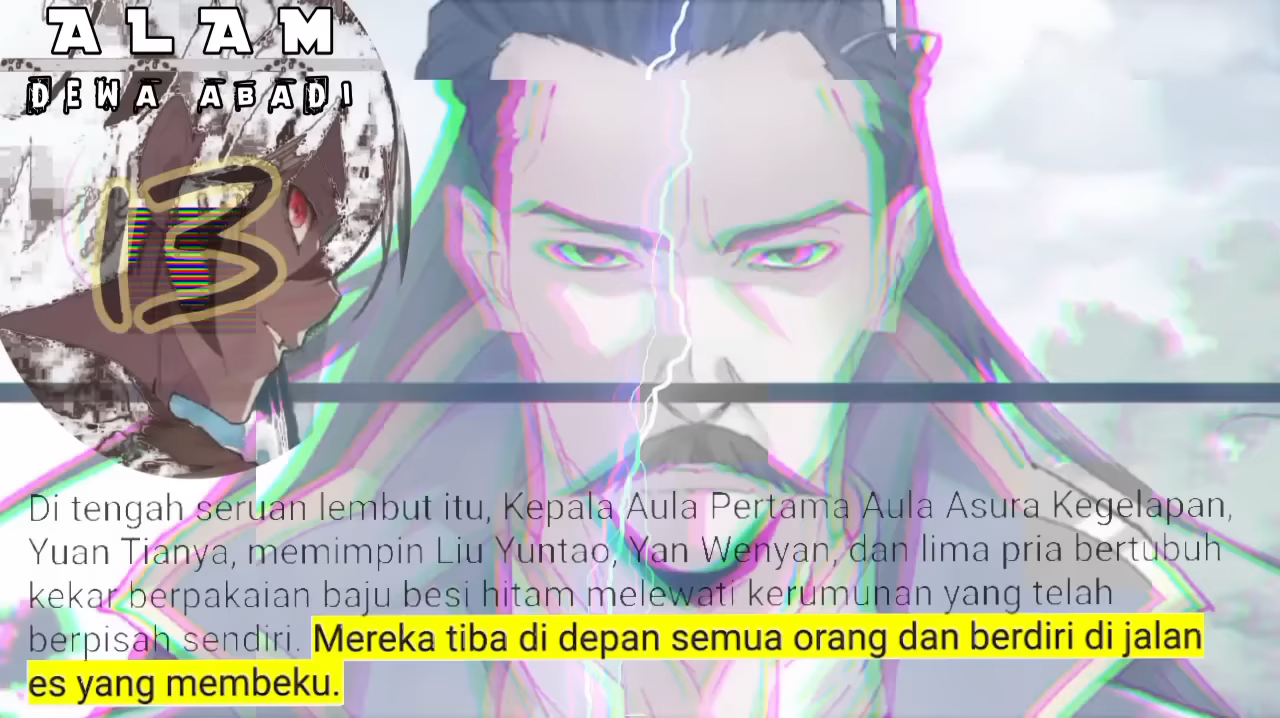 ALAM
DEWA ABADI
13
Di tengah seruan lembut itu, Kepala Aula Pertama Aula Asura Kegelapan,
Yuan Tianya, memimpin Liu Yuntao, Yan Wenyan, dan lima pria bertubuh
kekar berpakaian baju besi hitam melewati kerumunan yang telah
berpisah sendiri. Mereka tiba di depan semua orang dan berdiri di jalan
es yang membeku.